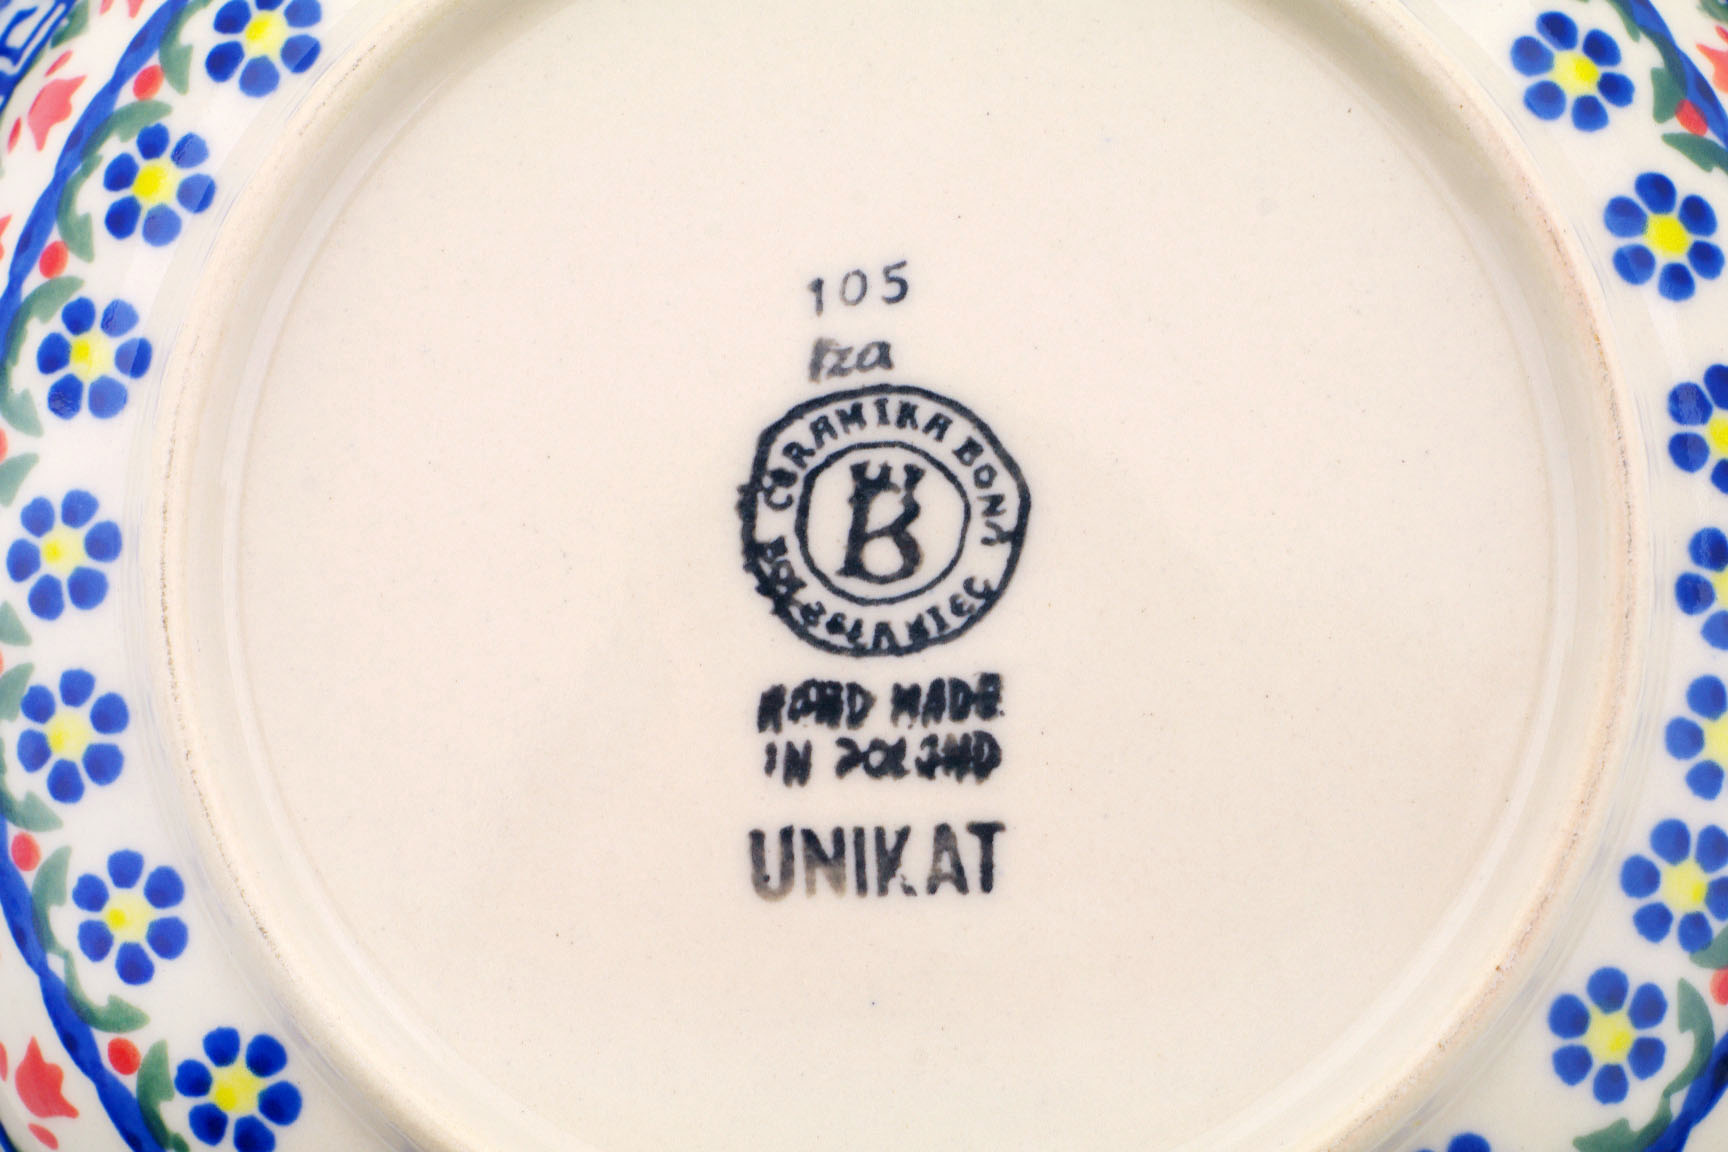 105
Iza
CERAMIKA BONA
B
BOLESŁAWIEC
HAND MADE
IN POLAND
UNIKAT